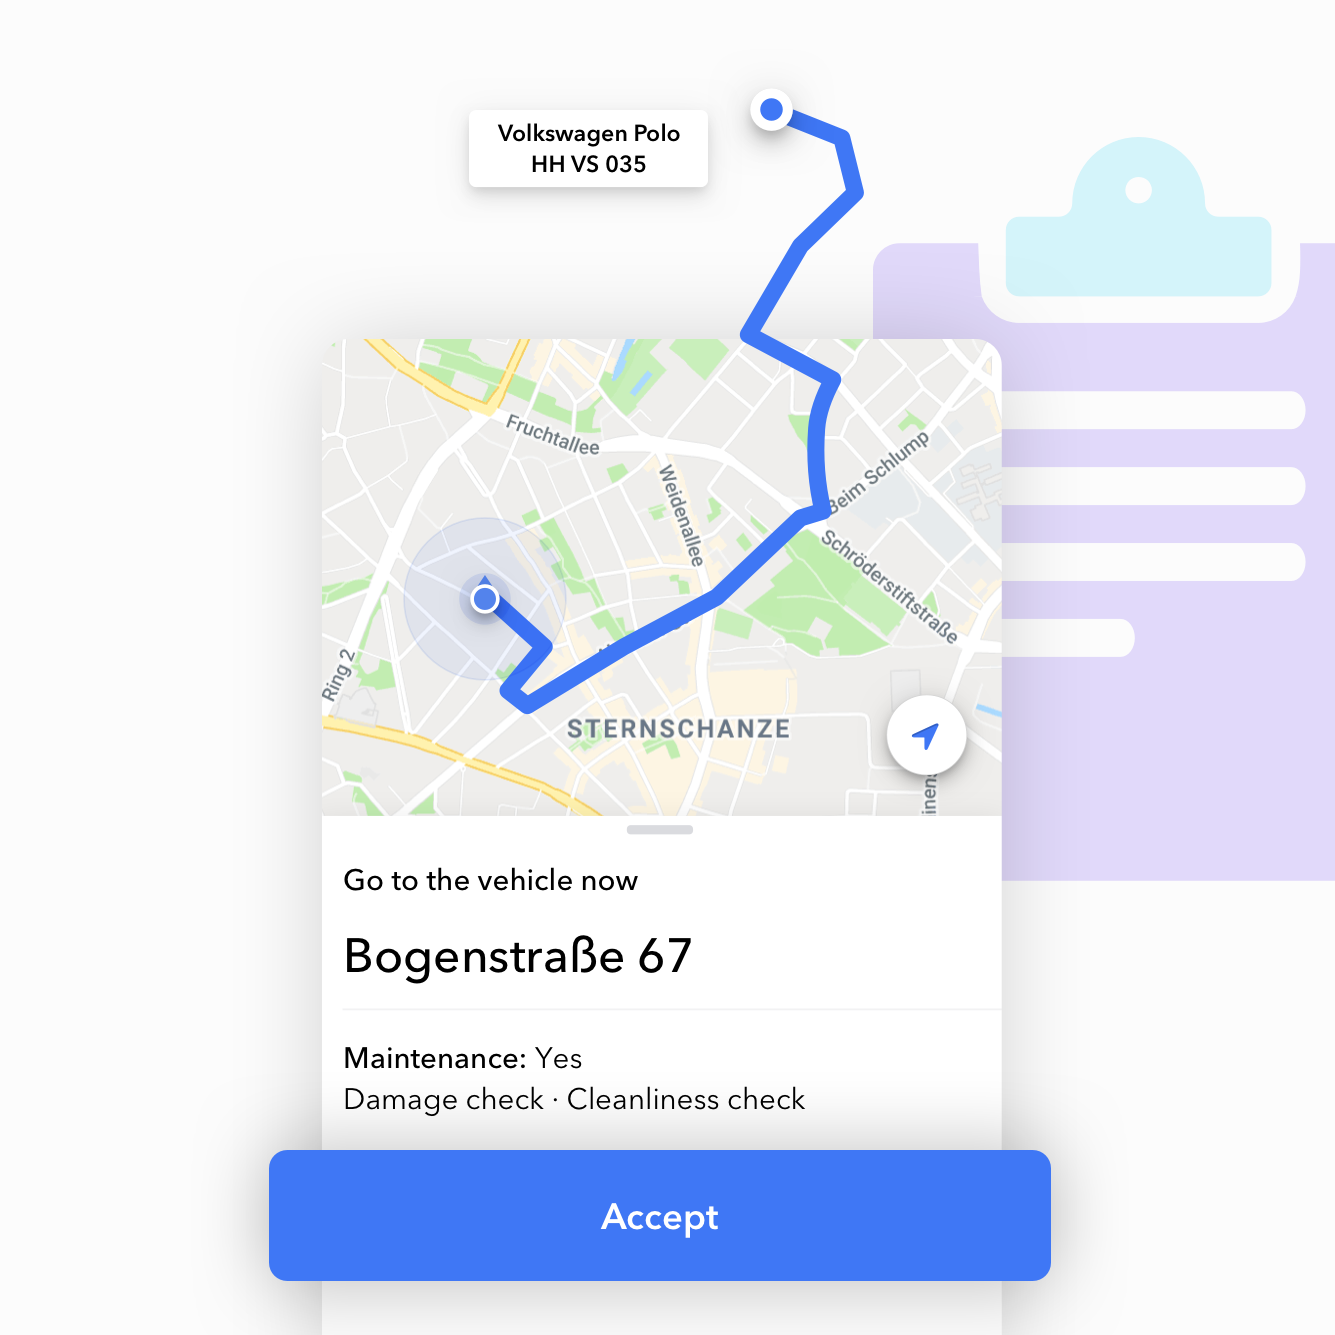 Volkswagen Polo
HH VS 035
Fruchtallee
Weidenallee
Beim Schlump
Schröderstiftstraße
Ring 2
STERNSCHANZE
Go to the vehicle now
Bogenstraße 67
Maintenance: Yes
Damage check · Cleanliness check
Accept